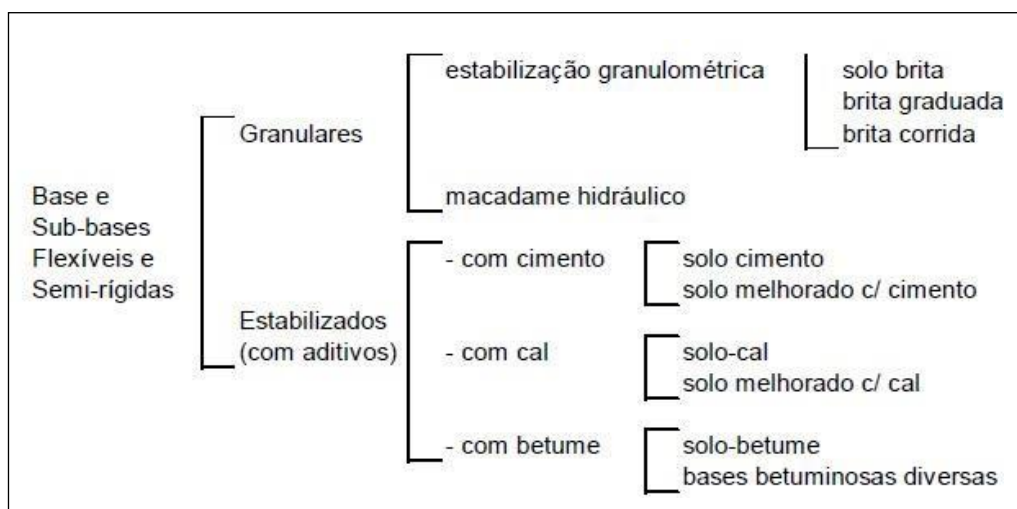 Base e
Sub-bases
Flexíveis e
Semi-rígidas
Granulares
estabilização granulométrica
solo brita
brita graduada
brita corrida
macadame hidráulico
Estabilizados
(com aditivos)
- com cimento
solo cimento
solo melhorado c/ cimento
- com cal
solo-cal
solo melhorado c/ cal
- com betume
solo-betume
bases betuminosas diversas